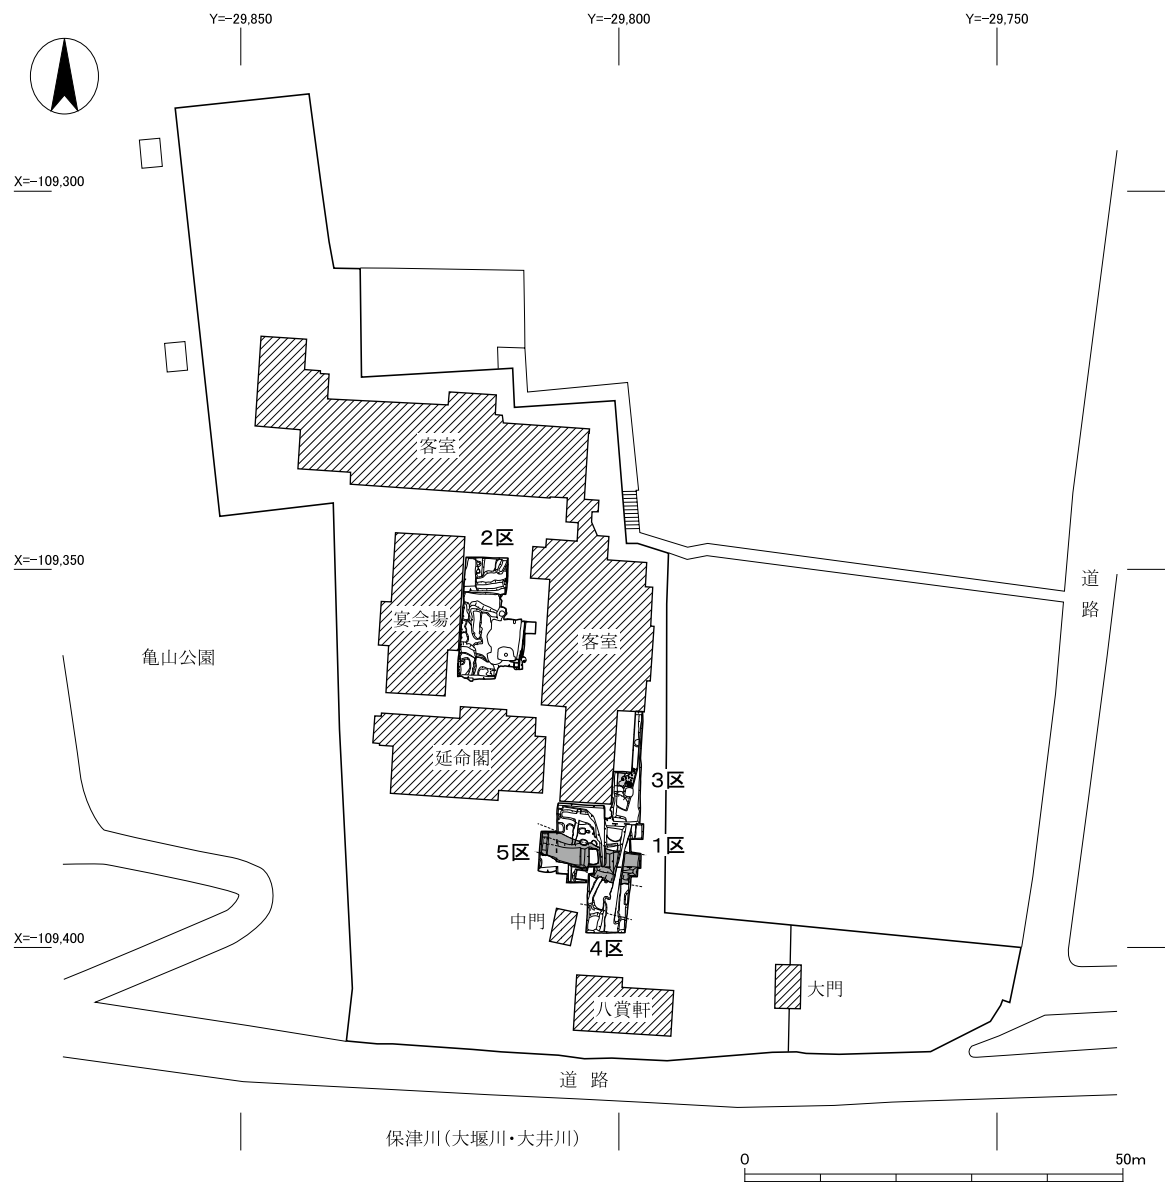 Y=-29,850
Y=-29,800
Y=-29,750
X=-109,300
客室
2区
X=-109,350
道
路
宴会場
客室
亀山公園
延命閣
3区
1区
5区
中門
X=-109,400
4区
大門
八賞軒
道 路
保津川(大堰川・大井川)
0
50m